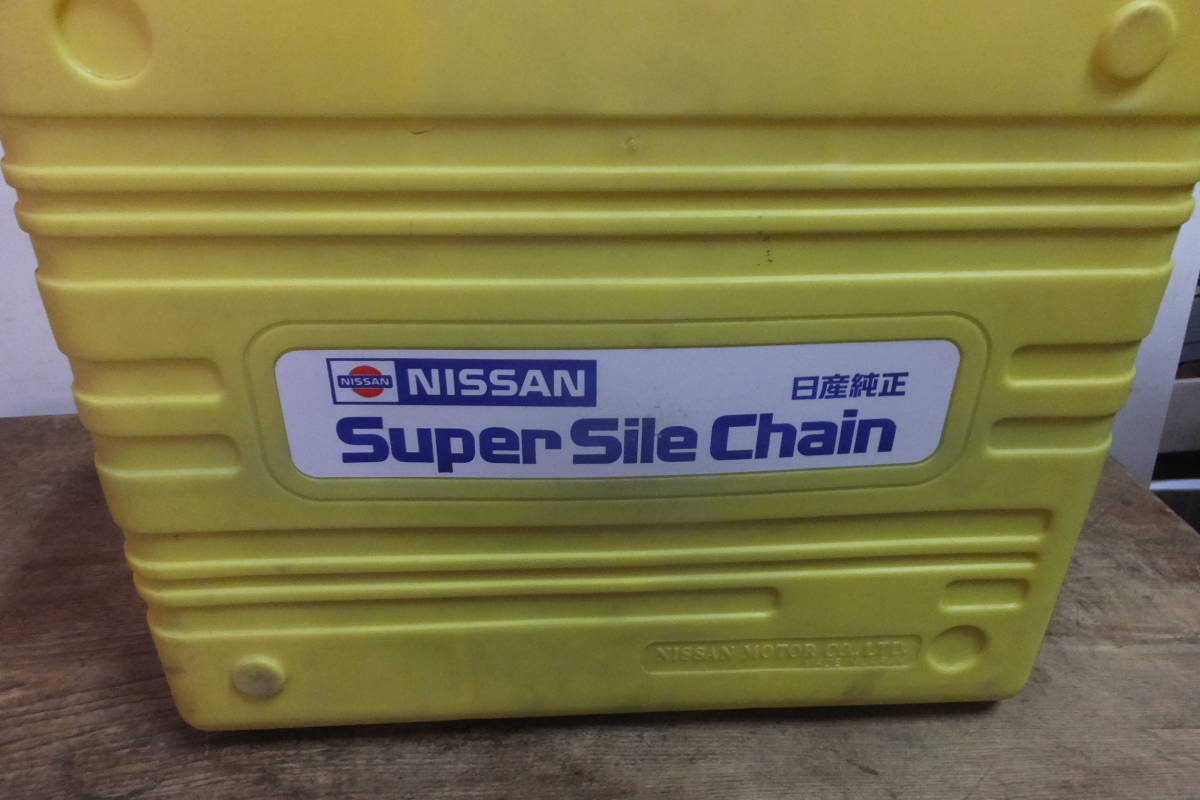 NISSAN NISSAN 日産純正
Super Sile Chain
NISSAN MOTOR CO., LTD.